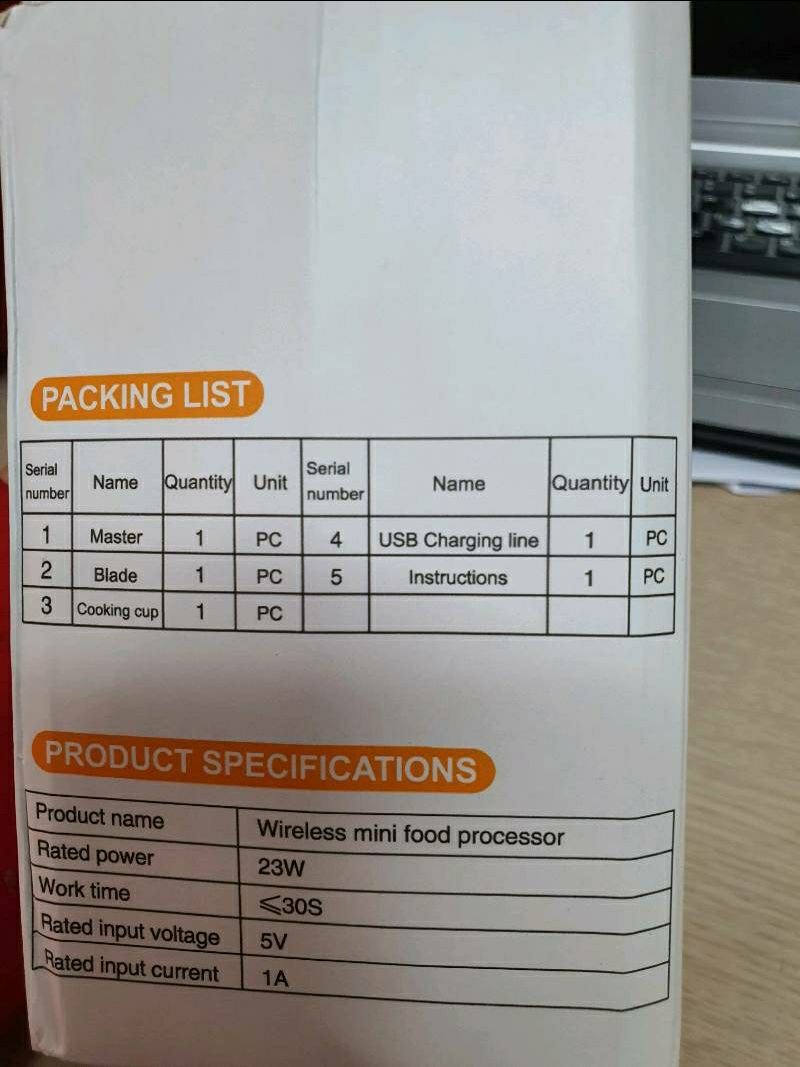 PACKING LIST
Serial number Name Quantity Unit Serial number Name Quantity Unit
1 Master 1 PC 4 USB Charging line 1 PC
2 Blade 1 PC 5 Instructions 1 PC
3 Cooking cup 1 PC
PRODUCT SPECIFICATIONS
Product name Wireless mini food processor
Rated power 23W
Work time ⩽30S
Rated input voltage 5V
Rated input current 1A